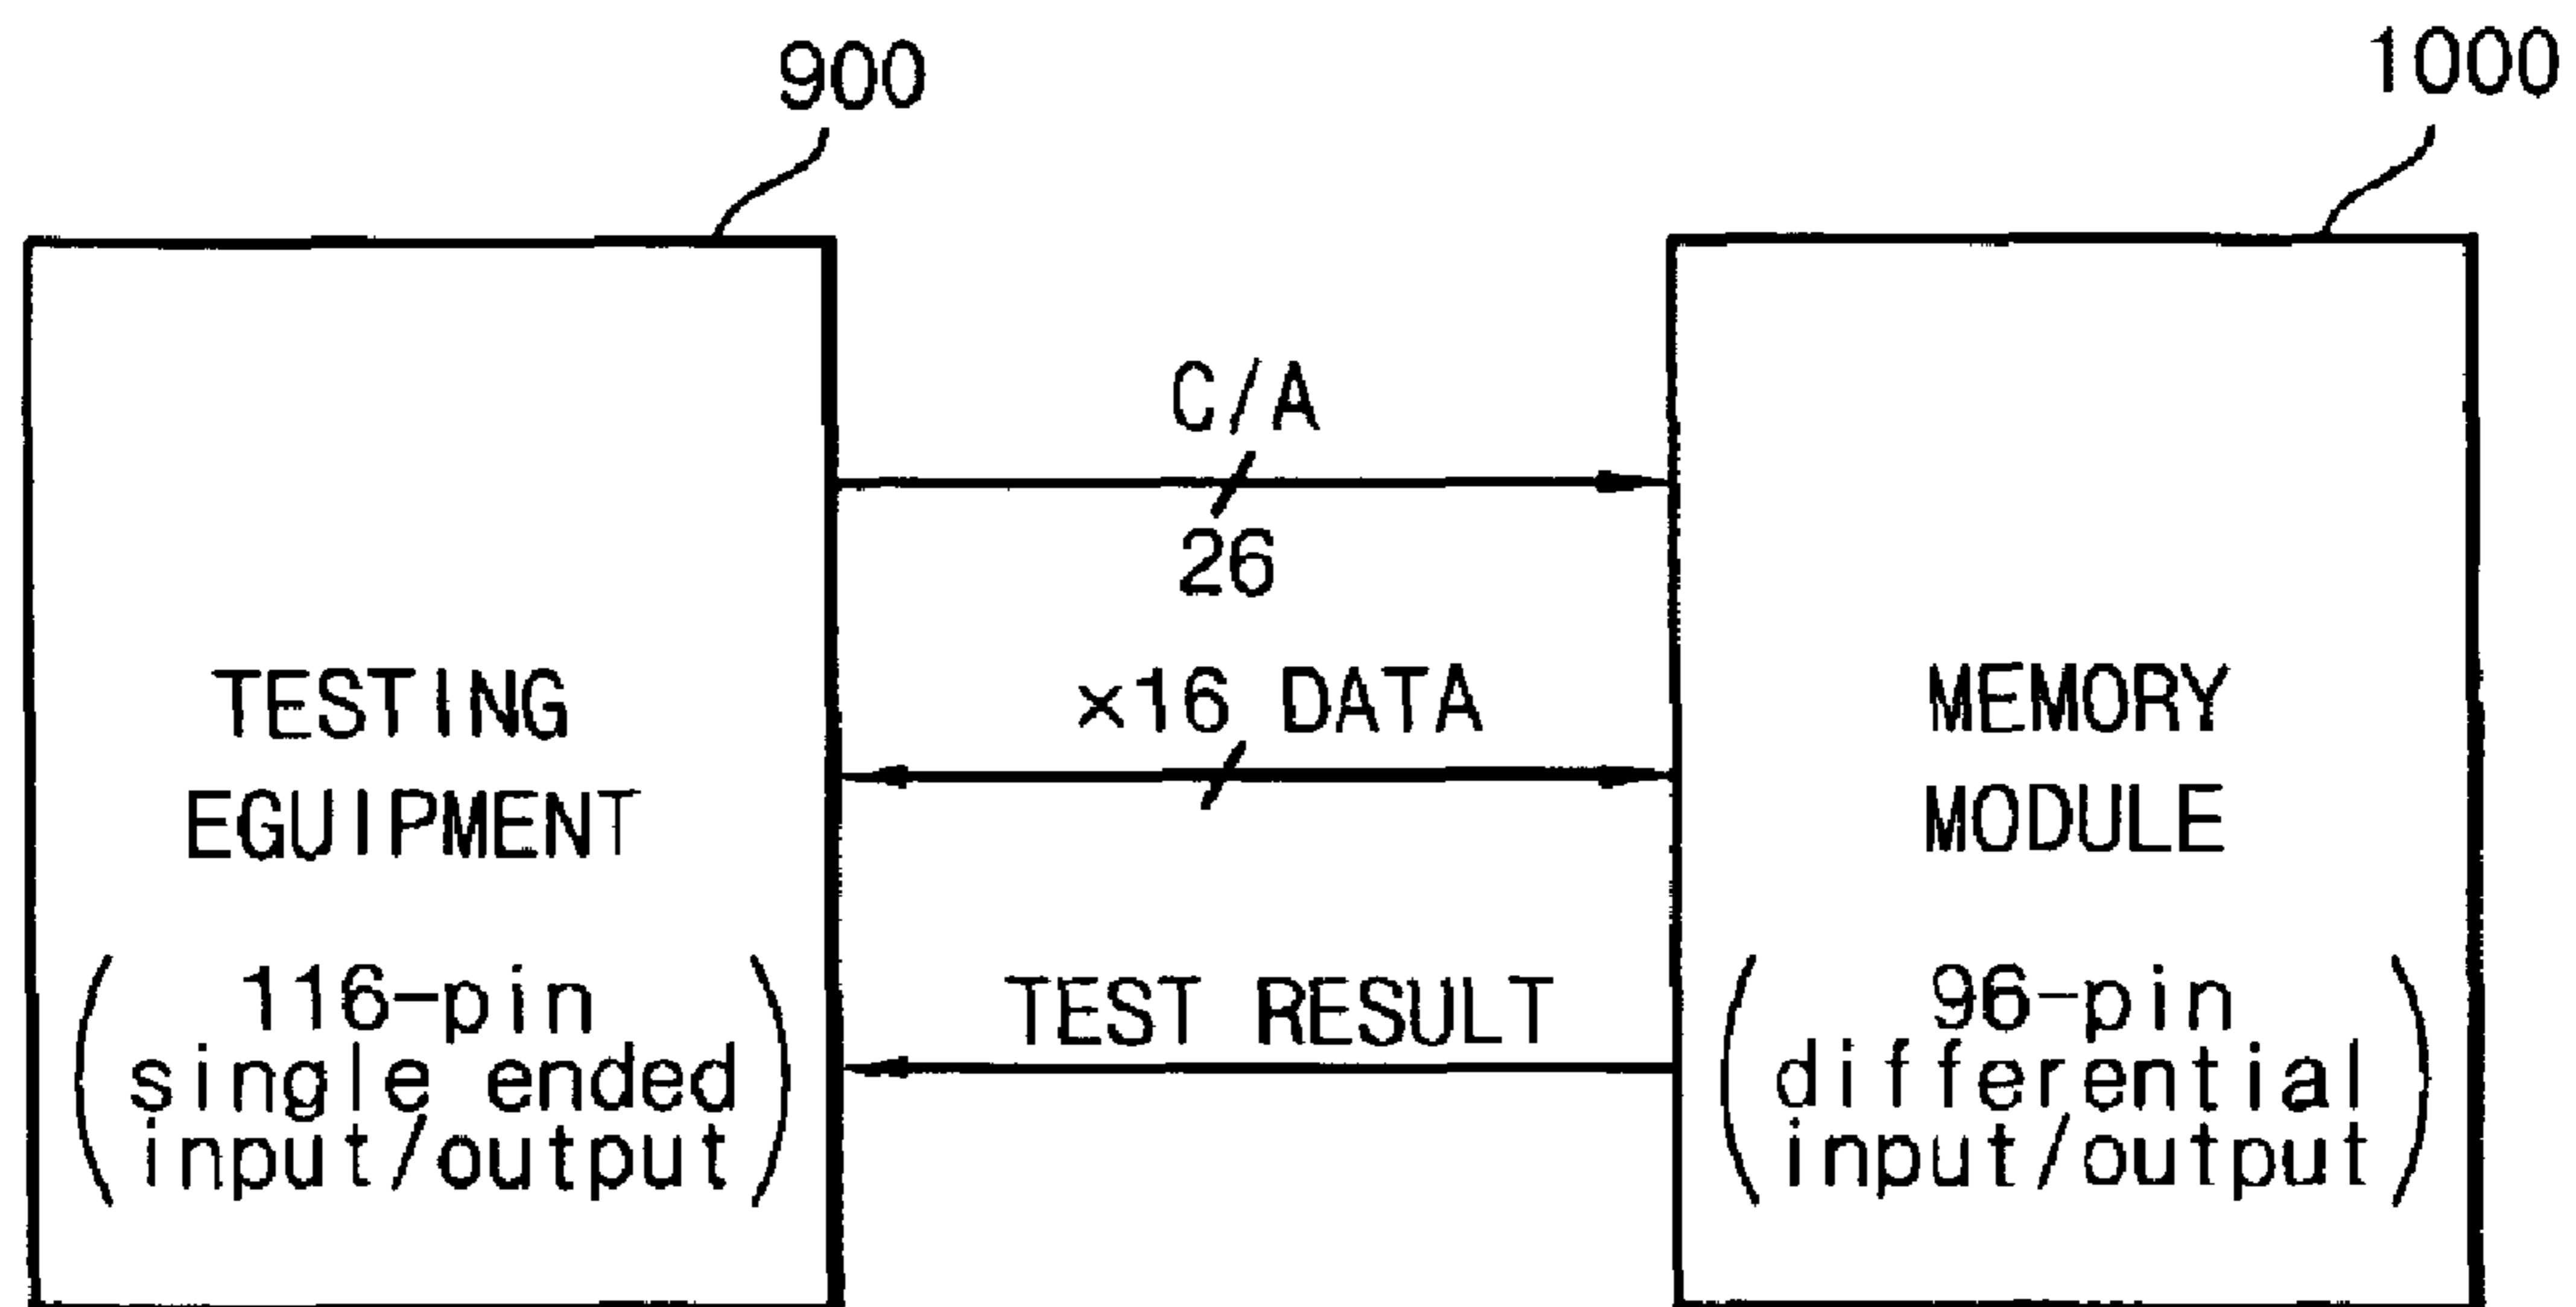 900
1000
C/A
26
TESTING
EGUIPMENT
×16 DATA
MEMORY
MODULE
TEST RESULT
116-pin
single ended
input/output
96-pin
differential
input/output